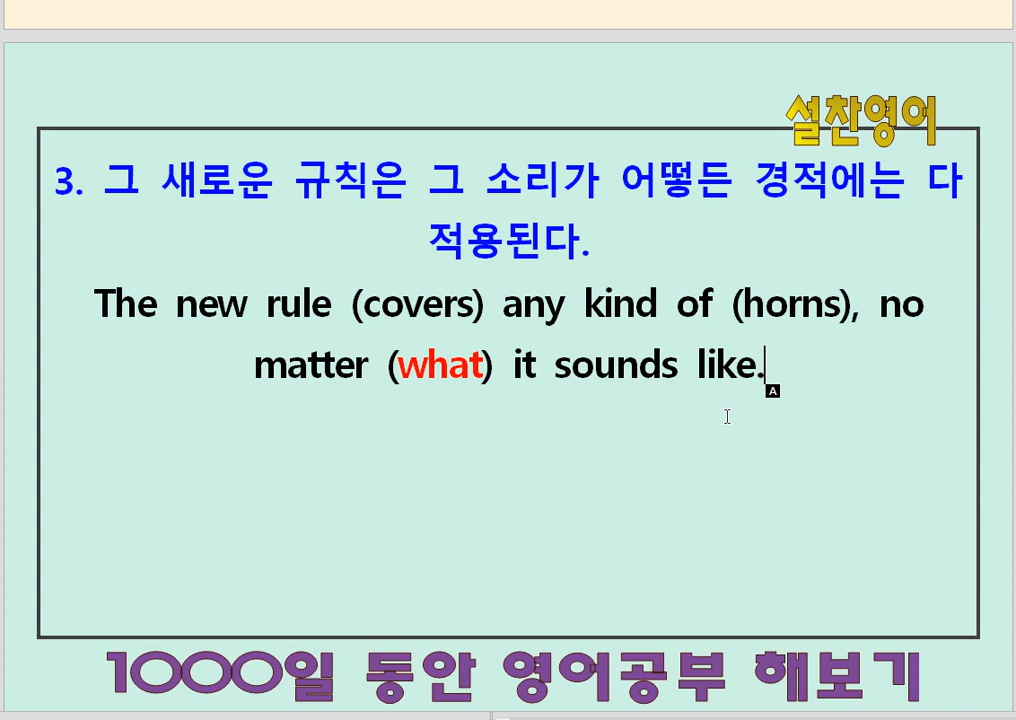 설찬영어
3. 그 새로운 규칙은 그 소리가 어떻든 경적에는 다
적용된다.
The new rule (covers) any kind of (horns), no
matter (what) it sounds like.
A
1000일 동안 영어공부 해보기